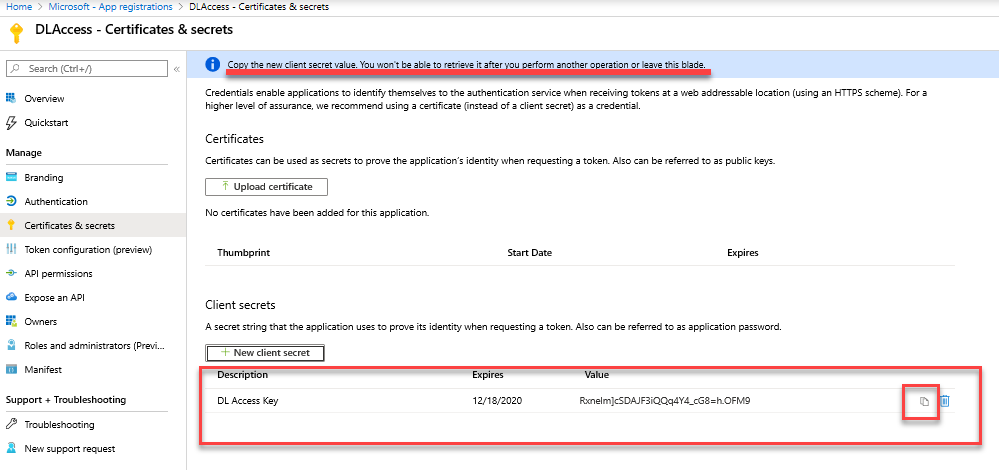 Home > Microsoft - App registrations > DLAccess - Certificates & secrets
DLAccess - Certificates & secrets
Search (Ctrl+/)
«
Overview
Quickstart
Manage
Branding
Authentication
Certificates & secrets
Token configuration (preview)
API permissions
Expose an API
Owners
Roles and administrators (Previ...
Manifest
Support + Troubleshooting
Troubleshooting
New support request
Copy the new client secret value. You won't be able to retrieve it after you perform another operation or leave this blade.
Credentials enable applications to identify themselves to the authentication service when receiving tokens at a web addressable location (using an HTTPS scheme). For a
higher level of assurance, we recommend using a certificate (instead of a client secret) as a credential.
Certificates
Certificates can be used as secrets to prove the application's identity when requesting a token. Also can be referred to as public keys.
Upload certificate
No certificates have been added for this application.
Thumbprint Start Date Expires
Client secrets
A secret string that the application uses to prove its identity when requesting a token. Also can be referred to as application password.
+ New client secret
Description Expires Value
DL Access Key 12/18/2020 Rxnelm]cSDAJF3iQQq4Y4_cG8=h.OFM9